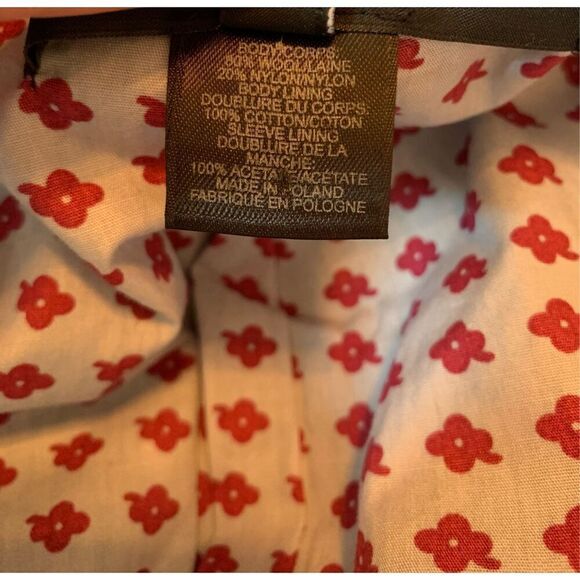 BODY/CORPS
80% WOOL/LAINE
20% NYLON/NYLON
BODY LINING
DOUBLURE DU CORPS:
100% COTTON/COTON
SLEEVE LINING
DOUBLURE DE LA
MANCHE:
100% ACETATE/ACETATE
MADE IN POLAND
FABRIQUE EN POLOGNE